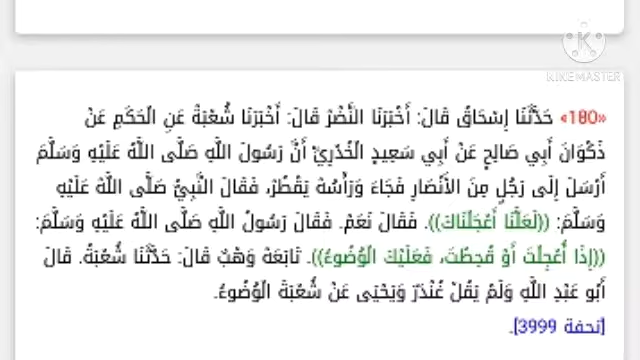 KINEMASTER
«180» حَدَّثَنَا إِسْحَاقُ قَالَ: أَخْبَرَنَا النَّضْرُ قَالَ: أَخْبَرَنَا شُعْبَةُ عَنِ الْحَكَمِ عَنْ
ذَكْوَانَ أَبِي صَالِحٍ عَنْ أَبِي سَعِيدٍ الْخُدْرِيِّ أَنَّ رَسُولَ اللَّهِ صَلَّى اللَّهُ عَلَيْهِ وَسَلَّمَ
أَرْسَلَ إِلَى رَجُلٍ مِنَ الأَنْصَارِ فَجَاءَ وَرَأْسُهُ يَقْطُرُ، فَقَالَ النَّبِيُّ صَلَّى اللَّهُ عَلَيْهِ
وَسَلَّمَ: ((لَعَلَّنَا أَعْجَلْنَاكَ)). فَقَالَ نَعَمْ. فَقَالَ رَسُولُ اللَّهِ صَلَّى اللَّهُ عَلَيْهِ وَسَلَّمَ:
((إِذَا أُعْجِلْتَ أَوْ قُحِطْتَ، فَعَلَيْكَ الْوُضُوءُ)). تَابَعَهُ وَهْبٌ قَالَ: حَدَّثَنَا شُعْبَةُ. قَالَ
أَبُو عَبْدِ اللَّهِ وَلَمْ يَقُلْ غُنْدَرٌ وَيَحْيَى عَنْ شُعْبَةَ الْوُضُوءُ.
[تحفة 3999].